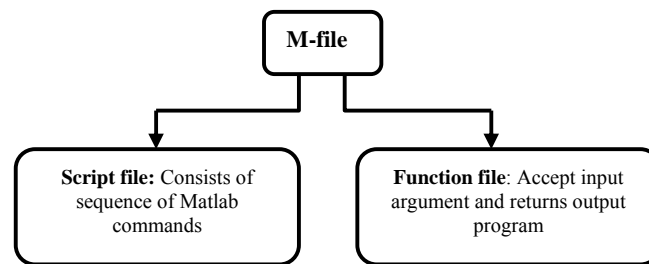 M-file
Script file: Consists of
sequence of Matlab
commands
Function file: Accept input
argument and returns output
program